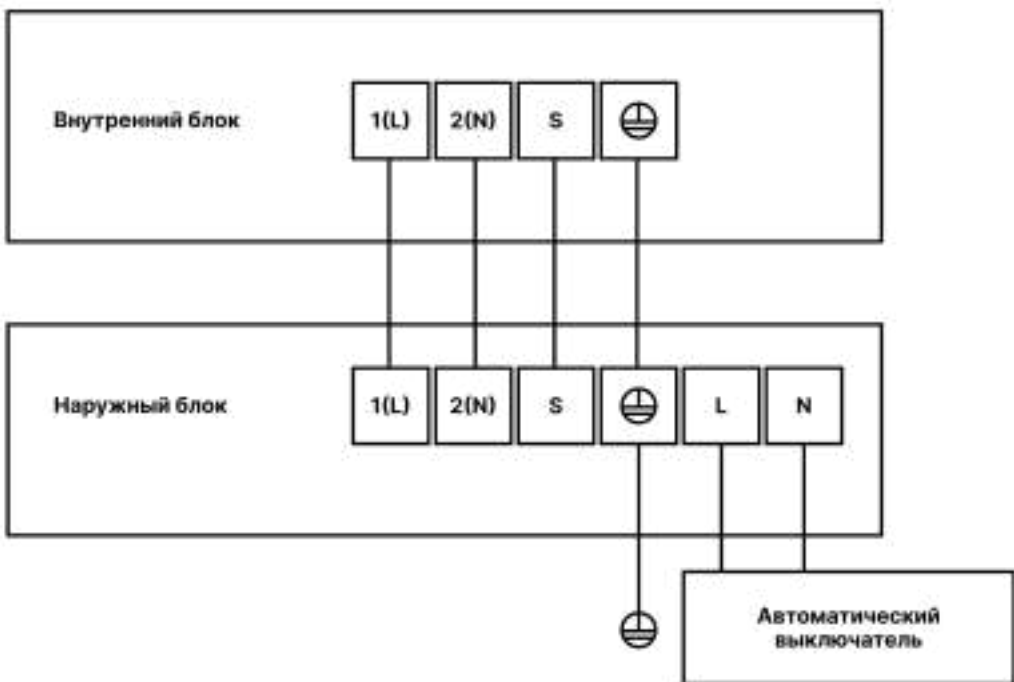 Внутренний блок
1(L) 2(N) S
Наружный блок
1(L) 2(N) S L N
Автоматический
выключатель